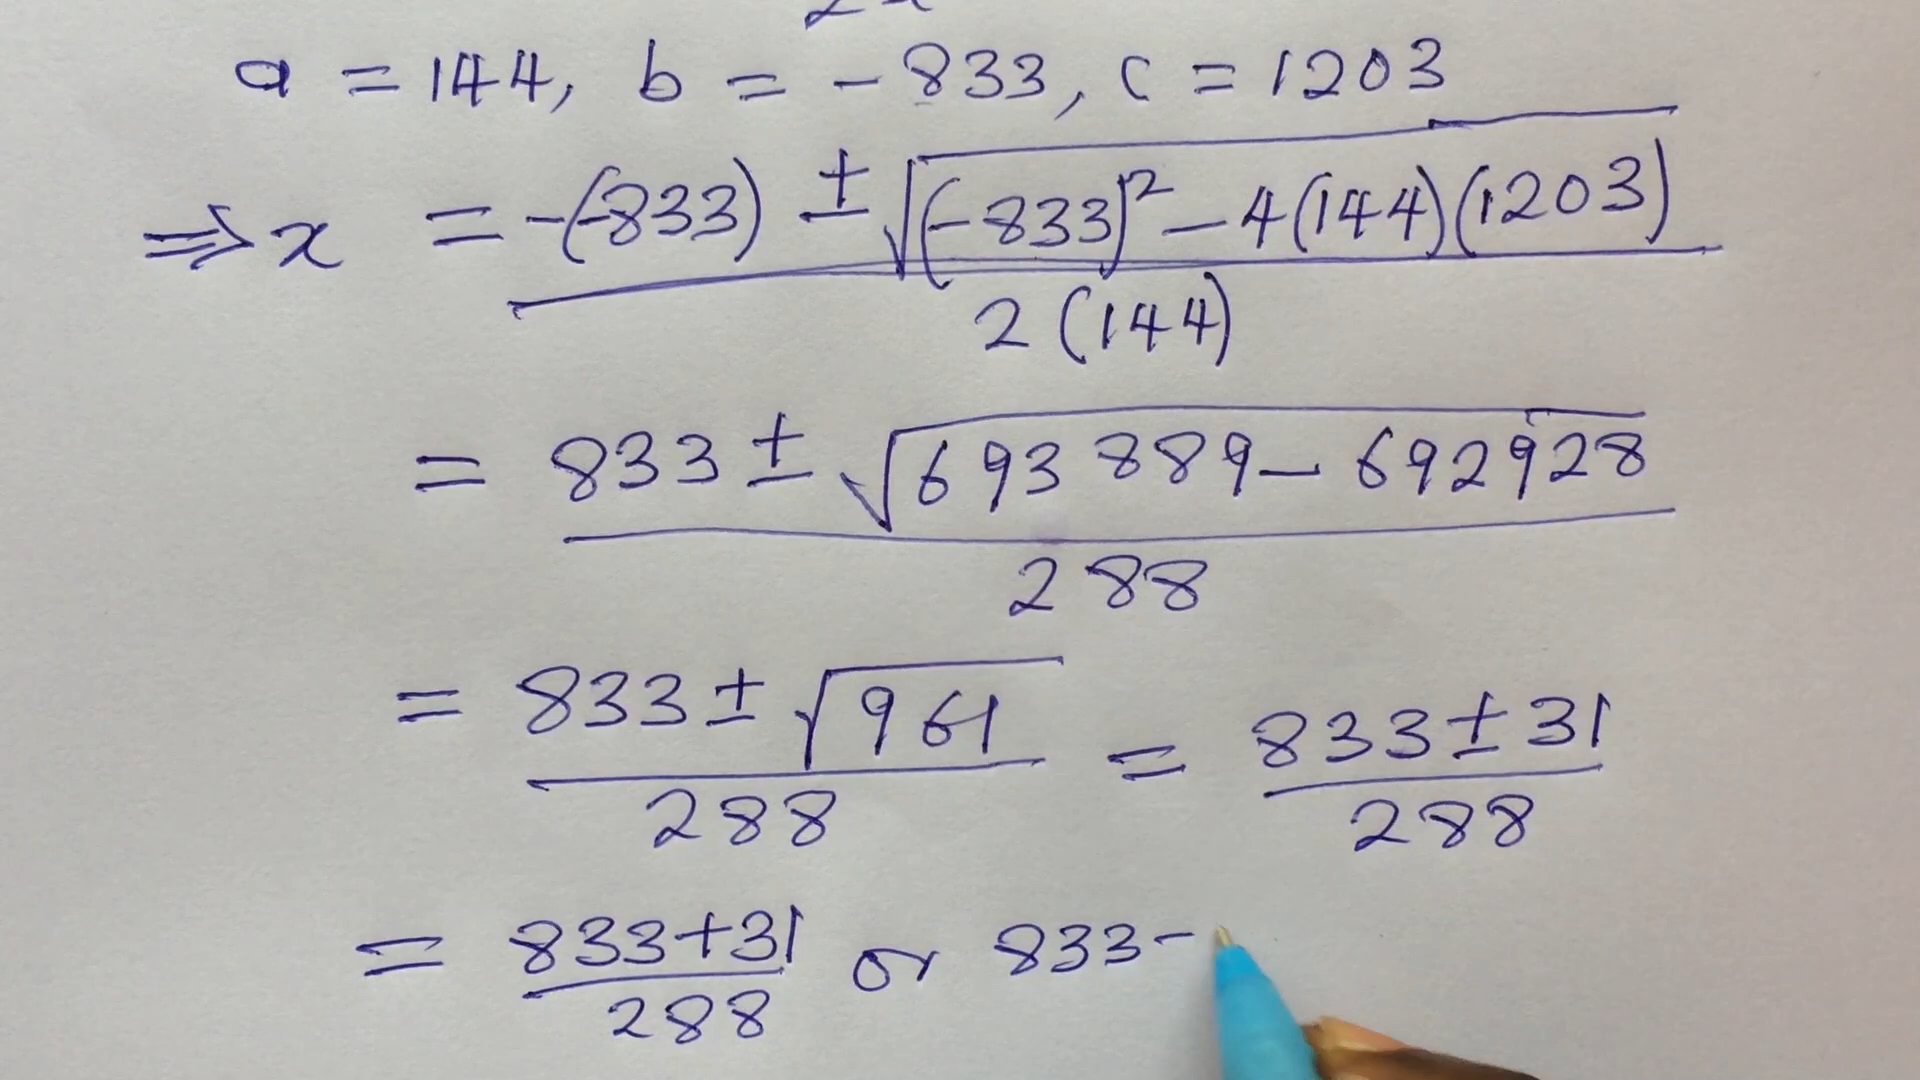 a = 144, b = -833, c = 1203
⇒ x = -(-833) ± √(-833)² - 4(144)(1203)
2(144)
= 833 ± √693889 - 692928
288
= 833 ± √961 = 833 ± 31
288 288
= 833+31 or 833-
288